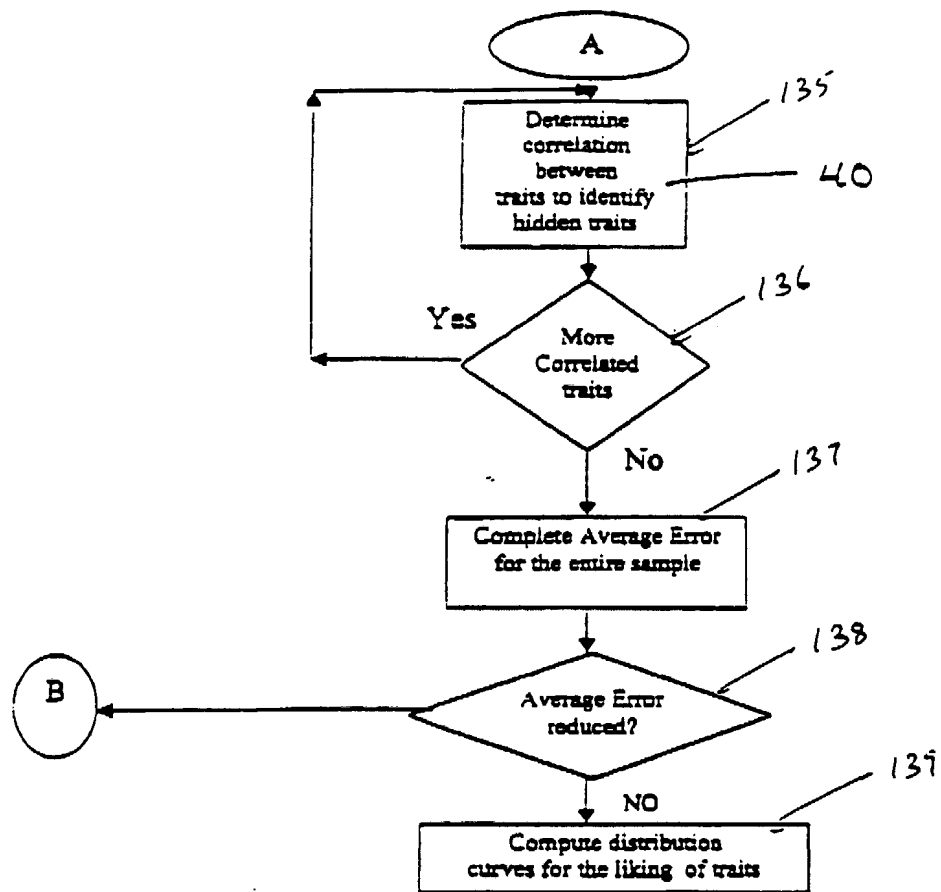 A
135
Determine
correlation
between
traits to identify
hidden traits
40
136
Yes
More
Correlated
traits
No
137
Complete Average Error
for the entire sample
138
B
Average Error
reduced?
139
NO
Compute distribution
curves for the liking of traits